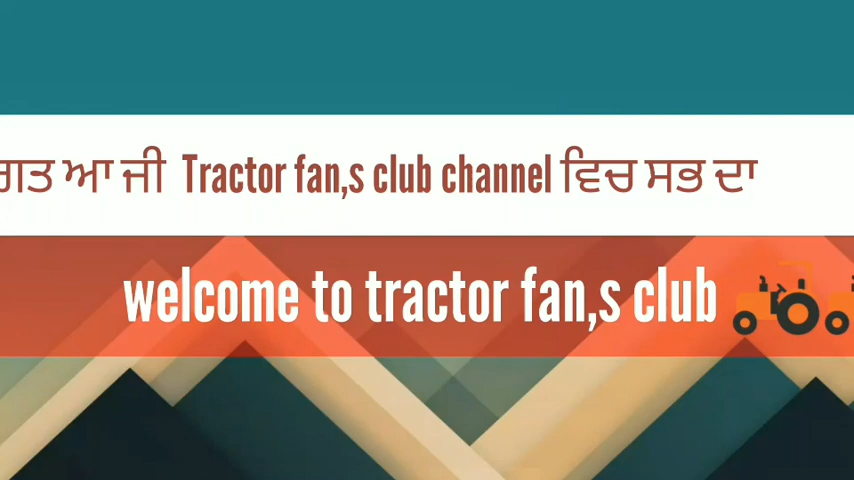 ਆ ਜੀ Tractor fan,s club channel ਵਿਚ ਸਭ ਦਾ
welcome to tractor fan,s club